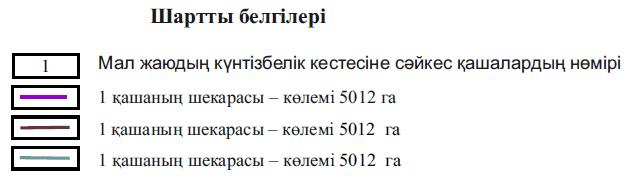 Шартты белгілері
1 Мал жаюдың күнтізбелік кестесіне сәйкес қашалардың нөмірі
1 қашаның шекарасы – көлемі 5012 га
1 қашаның шекарасы – көлемі 5012 га
1 қашаның шекарасы – көлемі 5012 га